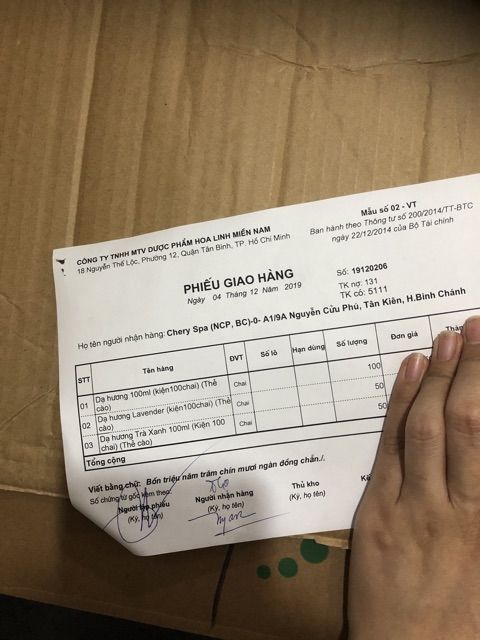 CÔNG TY TNHH MTV DƯỢC PHẨM HOA LINH MIỀN NAM
18 Nguyễn Thế Lộc, Phường 12, Quận Tân Bình, TP. Hồ Chí Minh
Mẫu số 02 - VT
Ban hành theo Thông tư số 200/2014/TT-BTC
ngày 22/12/2014 của Bộ Tài chính
PHIẾU GIAO HÀNG
Ngày 04 Tháng 12 Năm 2019
Số: 19120206
TK nợ: 131
TK có: 5111
Họ tên người nhận hàng: Chery Spa (NCP, BC)-0- A1/9A Nguyễn Cửu Phú, Tân Kiên, H.Bình Chánh
STT Tên hàng ĐVT Số lô Hạn dùng Số lượng Đơn giá
01 Dạ hương 100ml (kiện100chai) (Thẻ cào) Chai 100
02 Dạ hương Lavender (kiện100chai) (Thẻ cào) Chai 50
03 Dạ hương Trà Xanh 100ml (Kiện 100 chai) (Thẻ cào) Chai 50
Tổng cộng
Viết bằng chữ: Bốn triệu năm trăm chín mươi ngàn đồng chẵn./.
Số chứng từ gốc kèm theo:
Người lập phiếu Người nhận hàng Thủ kho
(Ký, họ tên) (Ký, họ tên) (Ký, họ tên)